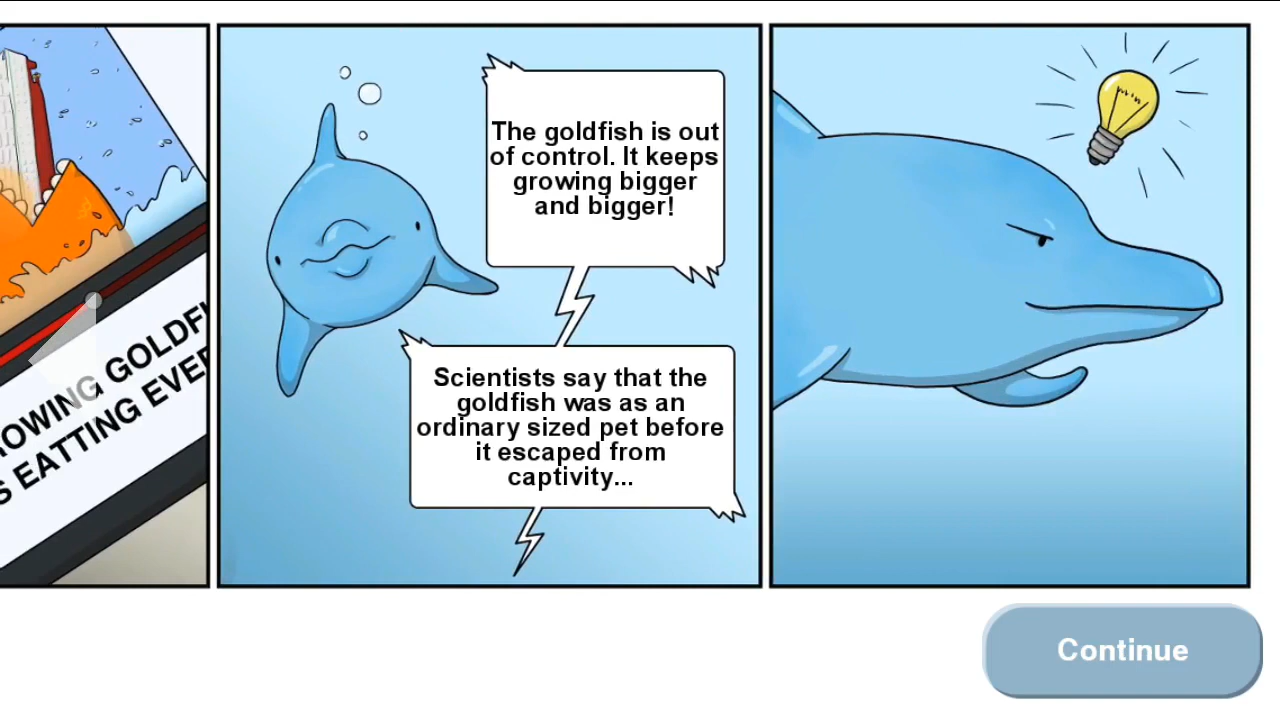 ROWING GOLDFI
S EATTING EVE
The goldfish is out
of control. It keeps
growing bigger
and bigger!
Scientists say that the
goldfish was as an
ordinary sized pet before
it escaped from
captivity...
Continue